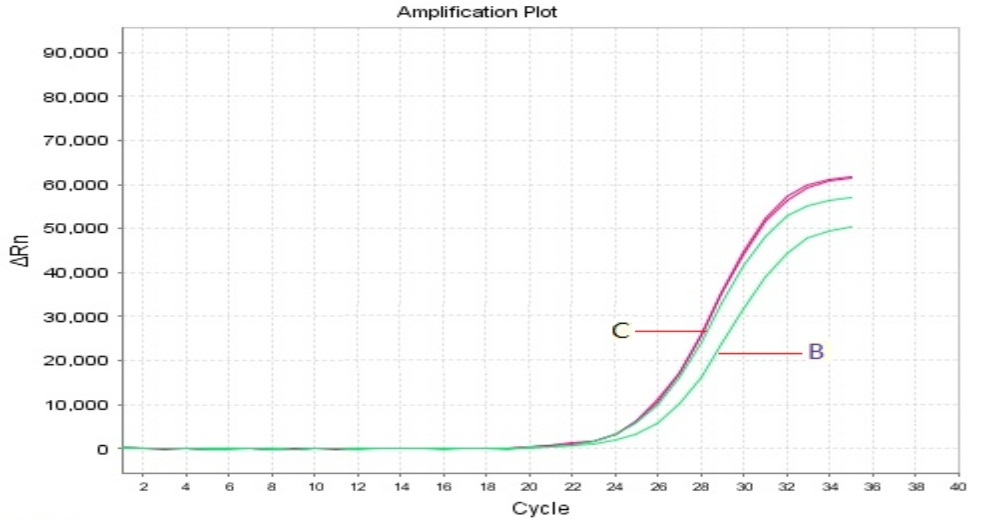 Amplification Plot
90,000
80,000
70,000
60,000
50,000
40,000
30,000
20,000
10,000
0
ΔRn
C
B
2 4 6 8 10 12 14 16 18 20 22 24 26 28 30 32 34 36 38 40
Cycle